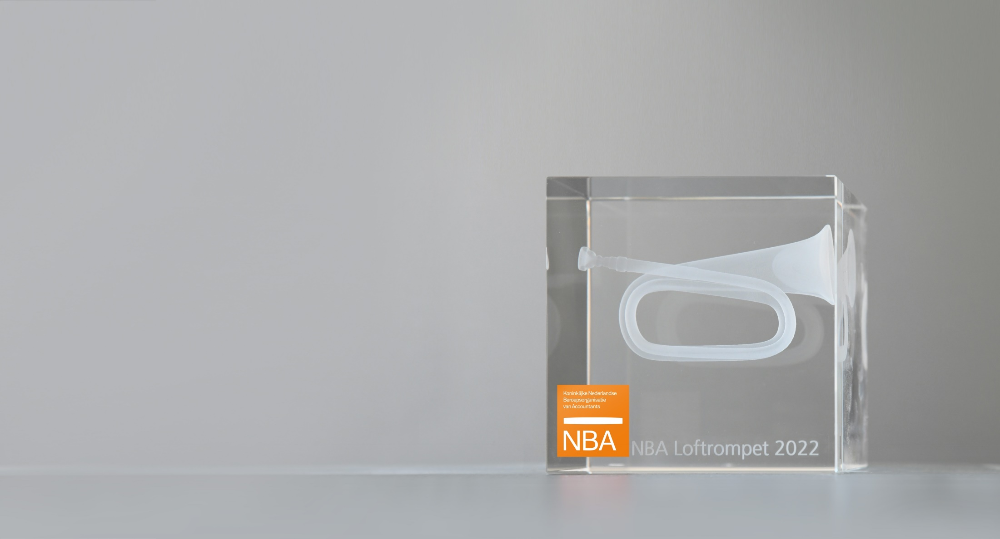 Koninklijke Nederlandse
Beroepsorganisatie
van Accountants
NBA
NBA Loftrompet 2022